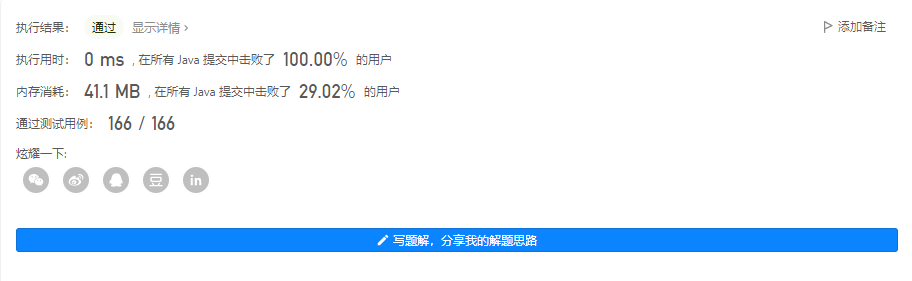 执行结果： 通过 显示详情 › 添加备注
执行用时： 0 ms , 在所有 Java 提交中击败了 100.00% 的用户
内存消耗： 41.1 MB , 在所有 Java 提交中击败了 29.02% 的用户
通过测试用例： 166 / 166
炫耀一下:
豆 in
写题解，分享我的解题思路